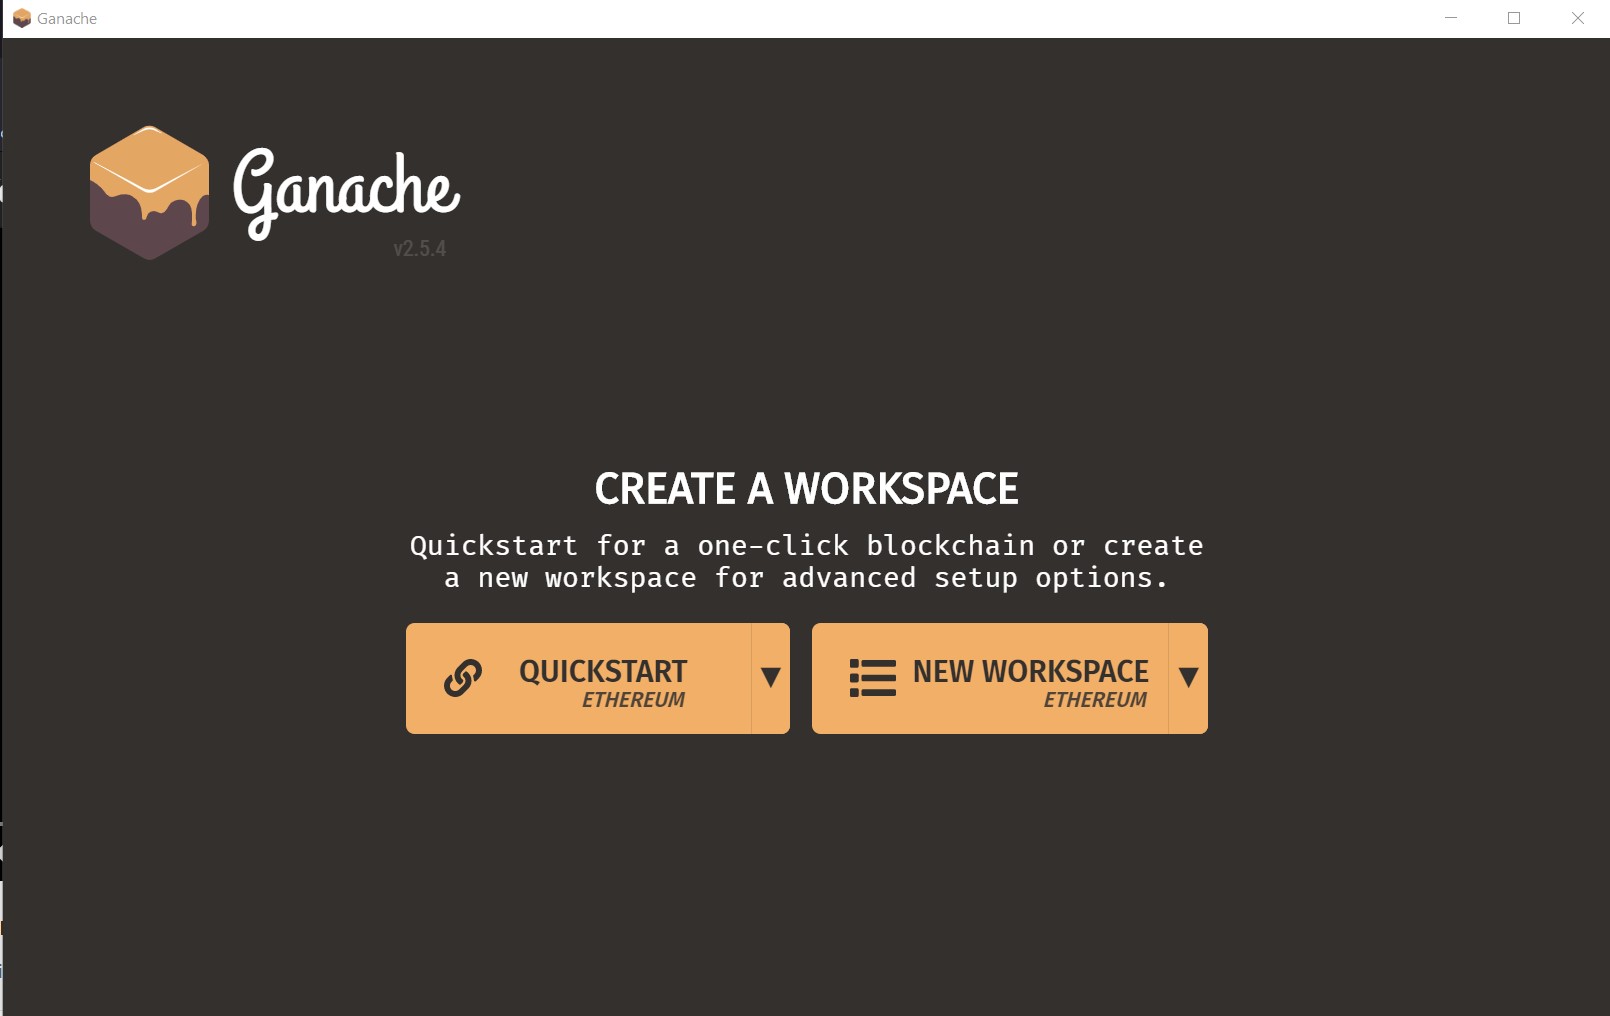 Ganache
Ganache
v2.5.4
CREATE A WORKSPACE
Quickstart for a one-click blockchain or create
a new workspace for advanced setup options.
QUICKSTART
ETHEREUM
NEW WORKSPACE
ETHEREUM